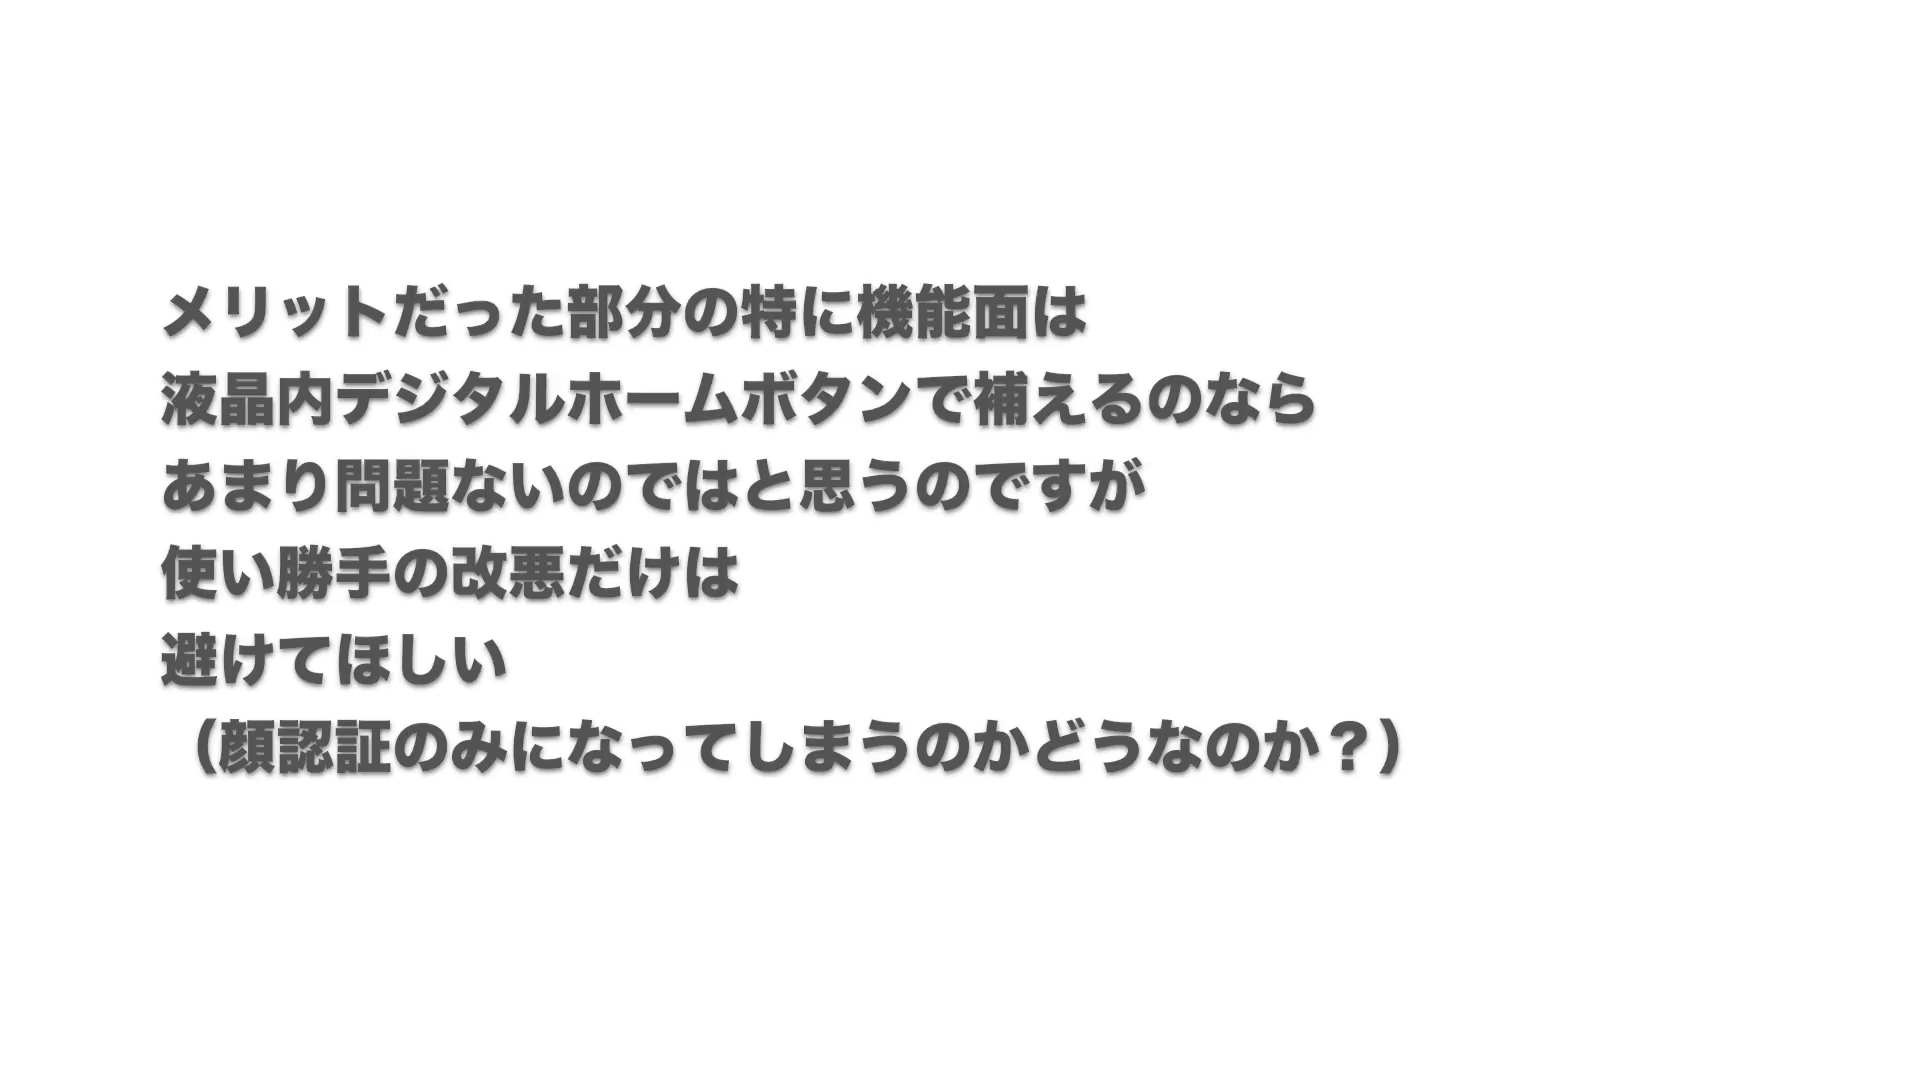 メリットだった部分の特に機能面は
液晶内デジタルホームボタンで補えるのなら
あまり問題ないのではと思うのですが
使い勝手の改悪だけは
避けてほしい
（顔認証のみになってしまうのかどうなのか？）